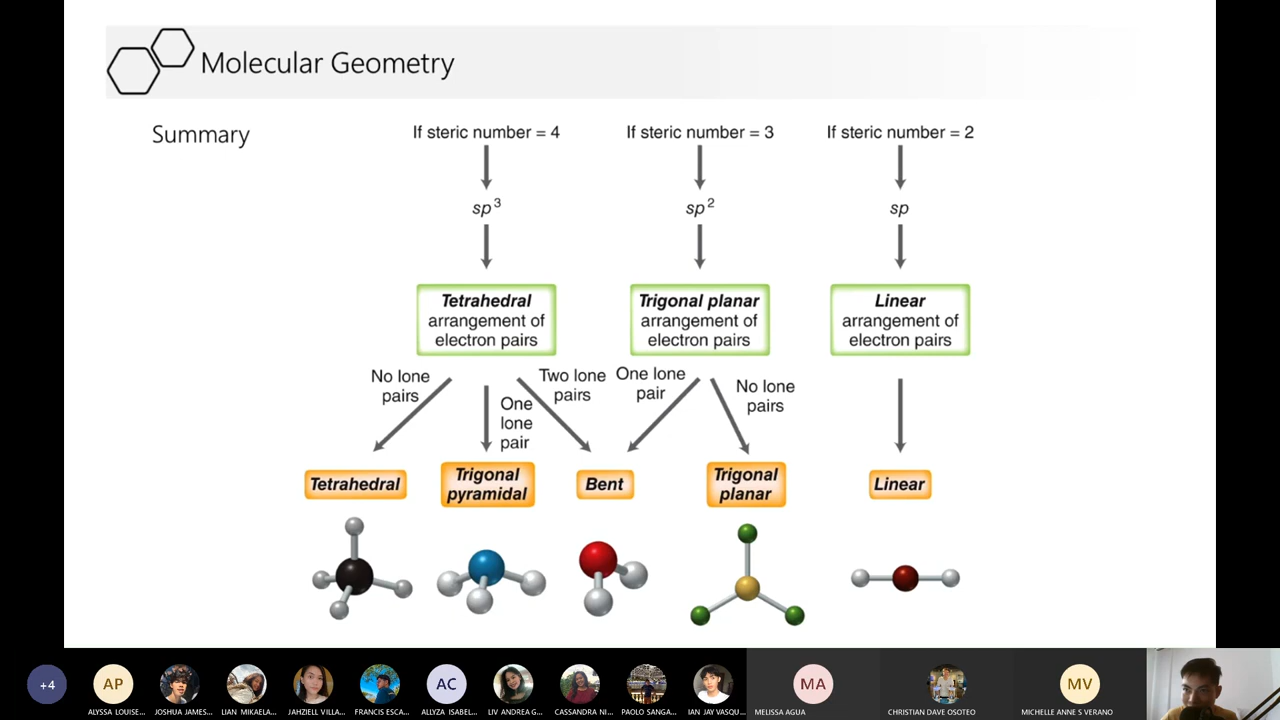 Molecular Geometry
Summary
If steric number = 4
If steric number = 3
If steric number = 2
sp3
sp2
sp
Tetrahedral
arrangement of
electron pairs
Trigonal planar
arrangement of
electron pairs
Linear
arrangement of
electron pairs
No lone
pairs
One
lone
pair
Two lone
pairs
One lone
pair
No lone
pairs
Tetrahedral
Trigonal
pyramidal
Bent
Trigonal
planar
Linear
+4
AP
AC
MA
MV
ALYSSA LOUISE...
JOSHUA JAMES...
LIAN MIKAELA...
JAHZIELL VILLA...
FRANCIS ESCA...
ALLYZA ISABEL...
LIV ANDREA G...
CASSANDRA NI...
PAOLO SANGA...
IAN JAY VASQU...
MELISSA AGUA
CHRISTIAN DAVE OSOTEO
MICHELLE ANNE S VERANO